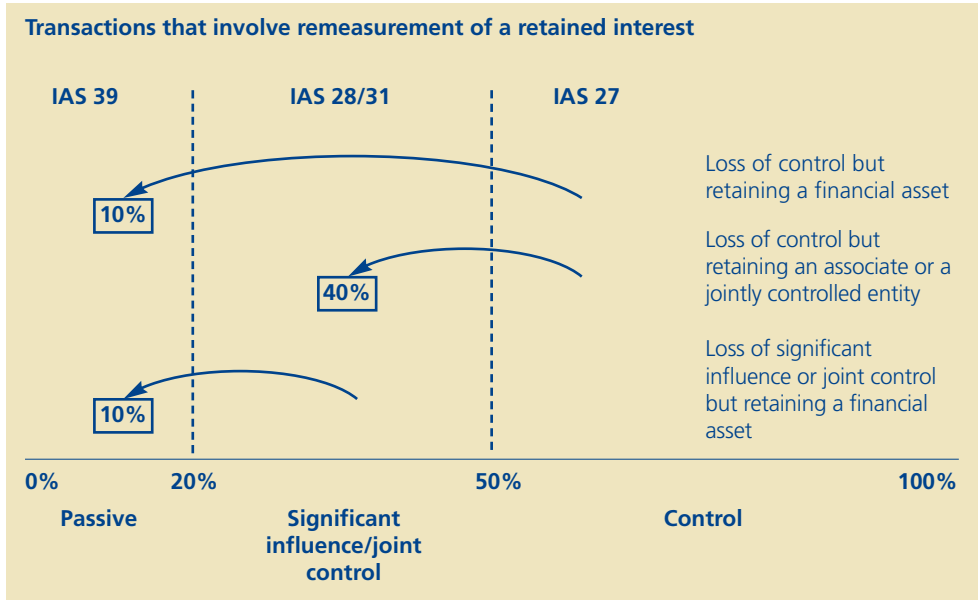 Transactions that involve remeasurement of a retained interest
IAS 39
IAS 28/31
IAS 27
Loss of control but
retaining a financial asset
10%
Loss of control but
retaining an associate or a
jointly controlled entity
40%
Loss of significant
influence or joint control
but retaining a financial
asset
10%
0%
20%
50%
100%
Passive
Significant
influence/joint
control
Control